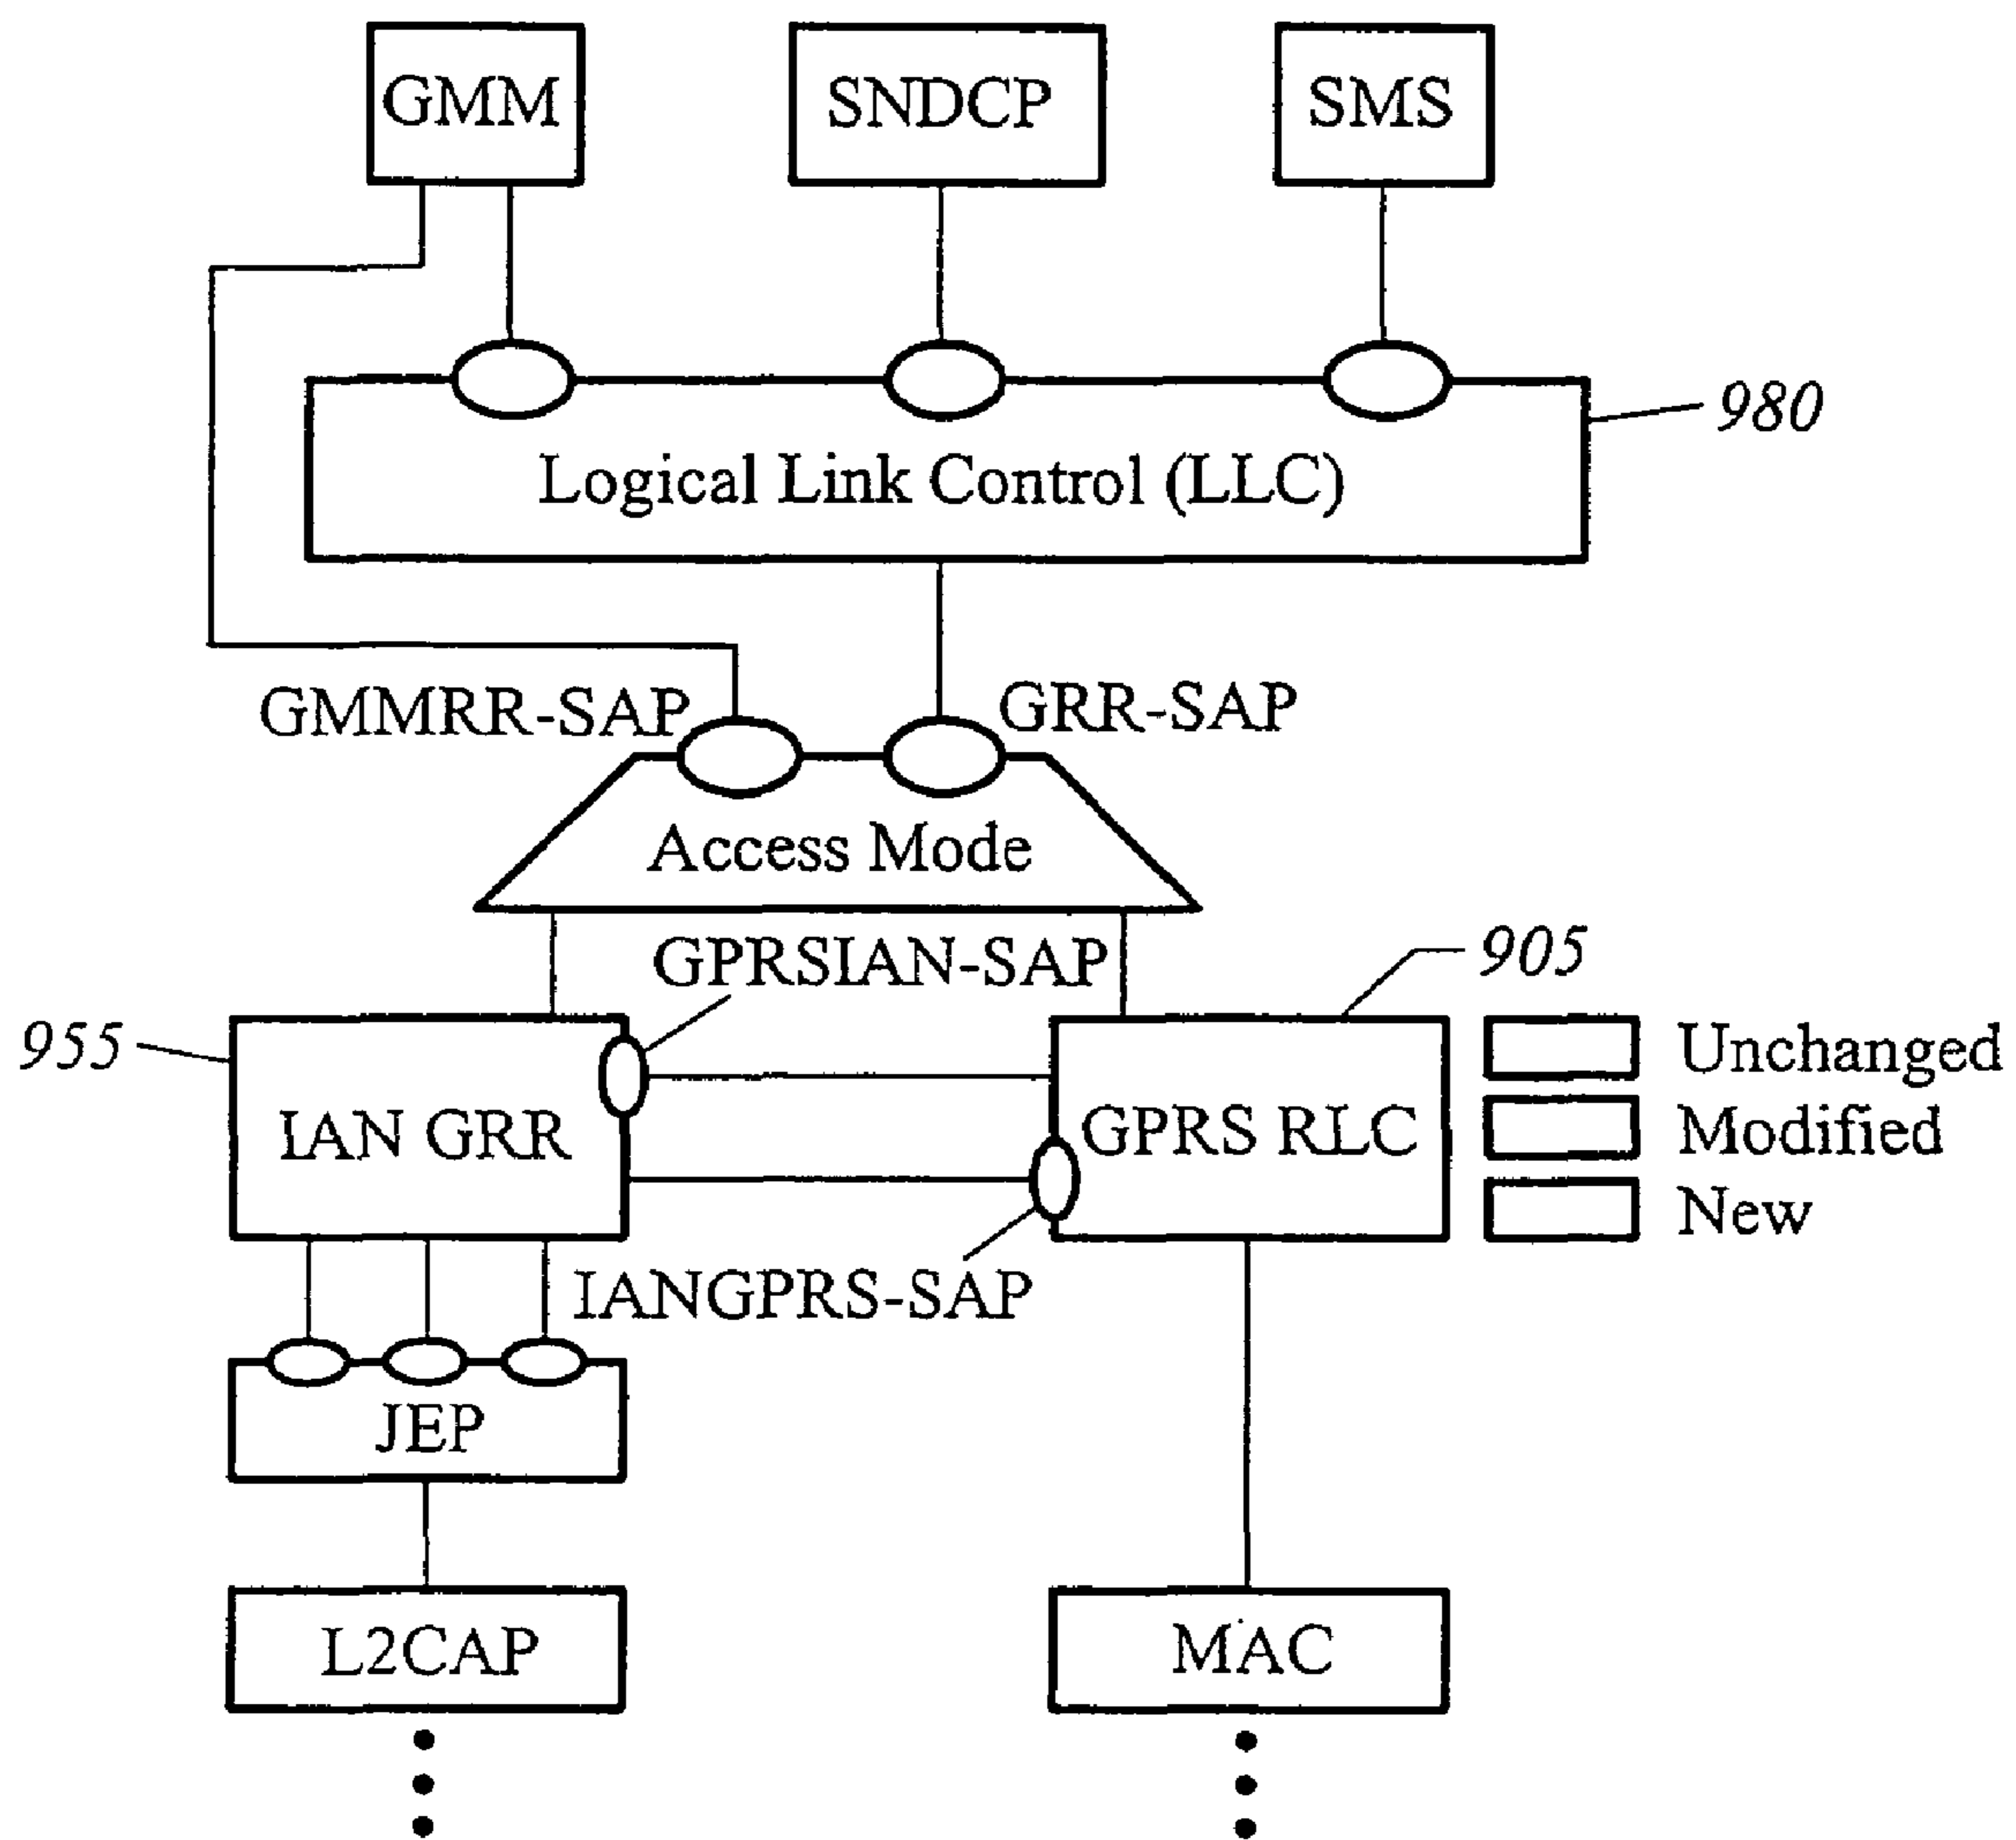 GMM
SNDCP
SMS
980
Logical Link Control (LLC)
GMMRR-SAP
GRR-SAP
Access Mode
GPRSIAN-SAP
905
955
Unchanged
IAN GRR
GPRS RLC
Modified
New
IANGPRS-SAP
JEP
L2CAP
MAC